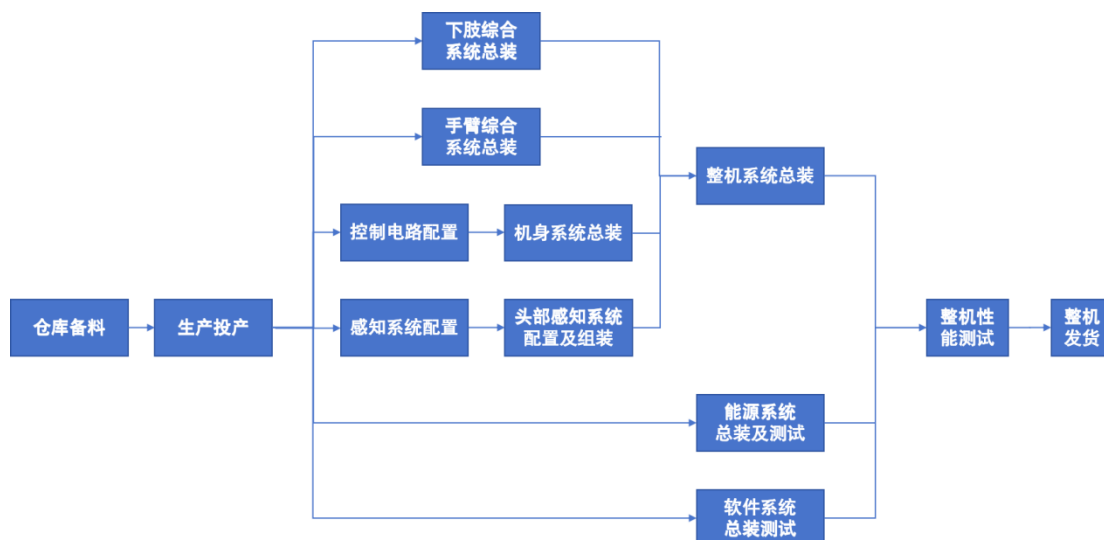 下肢综合
系统总装
手臂综合
系统总装
整机系统总装
控制电路配置
机身系统总装
仓库备料
生产投产
感知系统配置
头部感知系统
配置及组装
整机性
能测试
整机
发货
能源系统
总装及测试
软件系统
总装测试